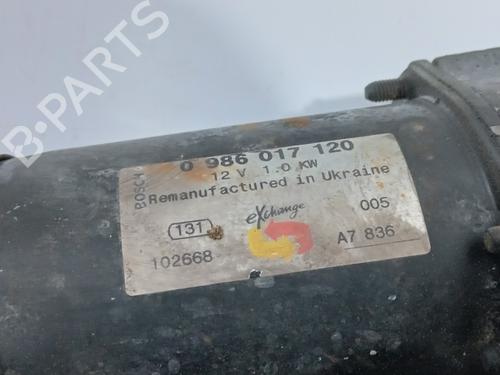 B-PARTS
BOSCH
0 986 017 120
12 V 1.0 KW
Remanufactured in Ukraine
131 eXchange 005
102668 A7 836